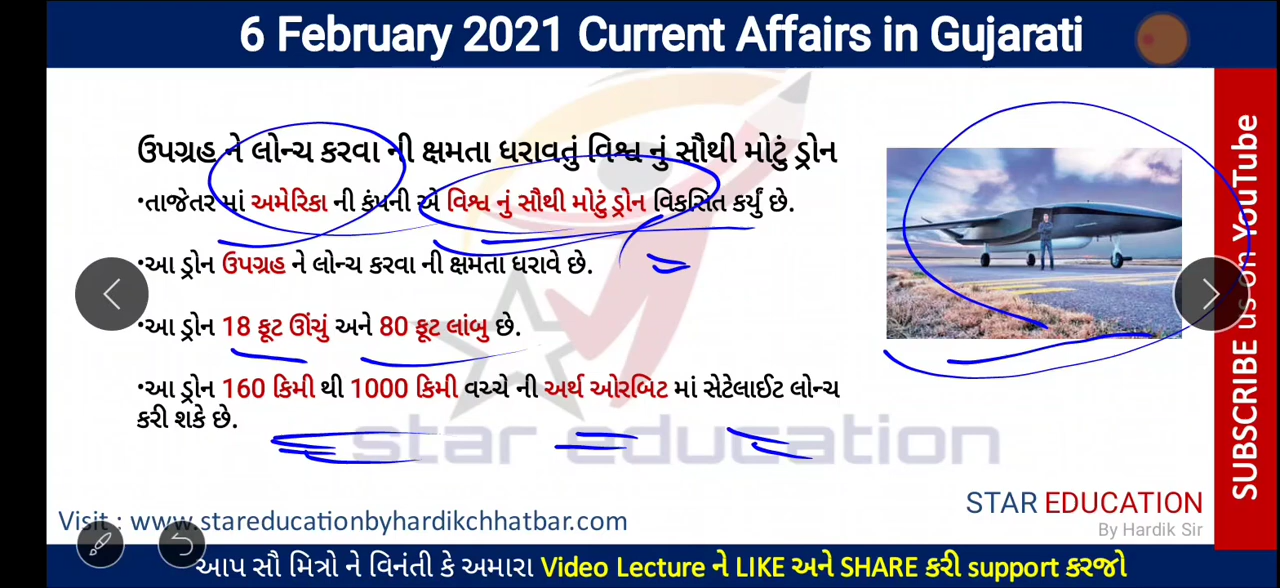 6 February 2021 Current Affairs in Gujarati
ઉપગ્રહ ને લોન્ચ કરવા ની ક્ષમતા ધરાવતું વિશ્વ નું સૌથી મોટું ડ્રોન
•તાજેતર માં અમેરિકા ની કંપની એ વિશ્વ નું સૌથી મોટું ડ્રોન વિકસિત કર્યું છે.
•આ ડ્રોન ઉપગ્રહ ને લોન્ચ કરવા ની ક્ષમતા ધરાવે છે.
•આ ડ્રોન 18 ફૂટ ઊંચું અને 80 ફૂટ લાંબુ છે.
•આ ડ્રોન 160 કિમી થી 1000 કિમી વચ્ચે ની અર્થ ઓરબિટ માં સેટેલાઈટ લોન્ચ
કરી શકે છે.
star education
STAR EDUCATION
By Hardik Sir
Visit : www.stareducationbyhardikchhatbar.com
આપ સૌ મિત્રો ને વિનંતી કે અમારા Video Lecture ને LIKE અને SHARE કરી support કરજો
SUBSCRIBE us on YouTube